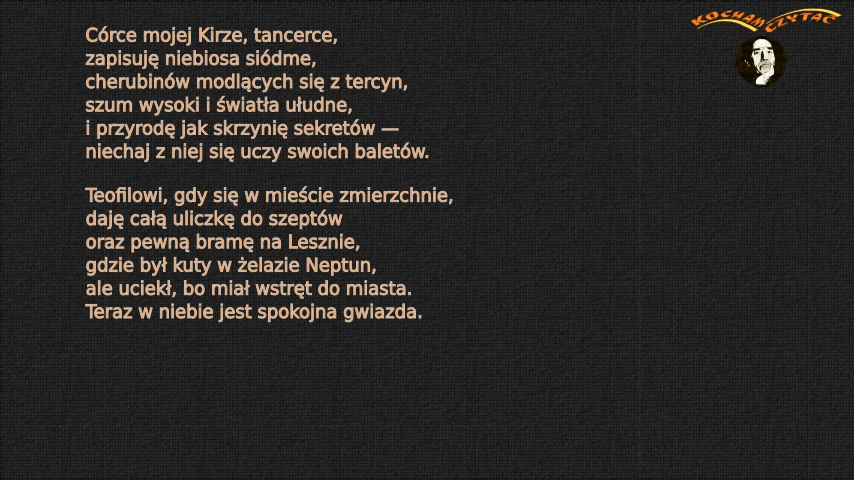 KOCHAM CZYTAĆ
Córce mojej Kirze, tancerce,
zapisuję niebiosa siódme,
cherubinów modlących się z tercyn,
szum wysoki i światła ułudne,
i przyrodę jak skrzynię sekretów —
niechaj z niej się uczy swoich baletów.
Teofilowi, gdy się w mieście zmierzchnie,
daję całą uliczkę do szeptów
oraz pewną bramę na Lesznie,
gdzie był kuty w żelazie Neptun,
ale uciekł, bo miał wstręt do miasta.
Teraz w niebie jest spokojna gwiazda.